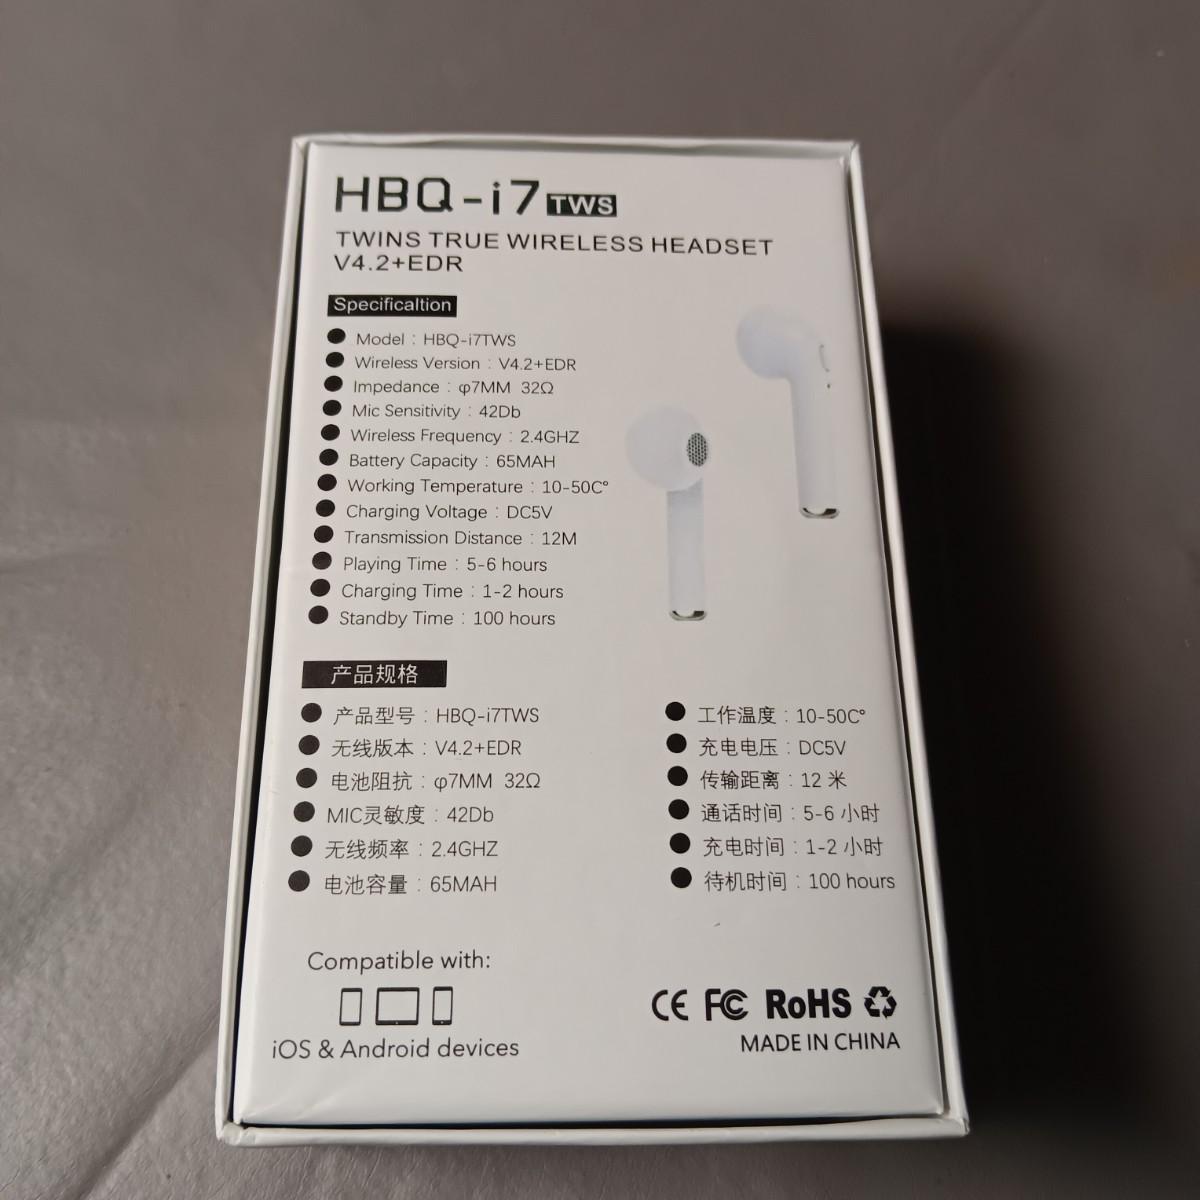 HBQ-i7 TWS
TWINS TRUE WIRELESS HEADSET
V4.2+EDR
Specificaltion
Model : HBQ-i7TWS
Wireless Version : V4.2+EDR
Impedance : φ7MM 32Ω
Mic Sensitivity : 42Db
Wireless Frequency : 2.4GHZ
Battery Capacity : 65MAH
Working Temperature : 10-50C°
Charging Voltage : DC5V
Transmission Distance : 12M
Playing Time : 5-6 hours
Charging Time : 1-2 hours
Standby Time : 100 hours
产品规格
产品型号 : HBQ-i7TWS
无线版本 : V4.2+EDR
电池阻抗 : φ7MM 32Ω
MIC灵敏度 : 42Db
无线频率 : 2.4GHZ
电池容量 : 65MAH
工作温度 : 10-50C°
充电电压 : DC5V
传输距离 : 12 米
通话时间 : 5-6 小时
充电时间 : 1-2 小时
待机时间 : 100 hours
Compatible with:
iOS & Android devices
CE FC RoHS
MADE IN CHINA